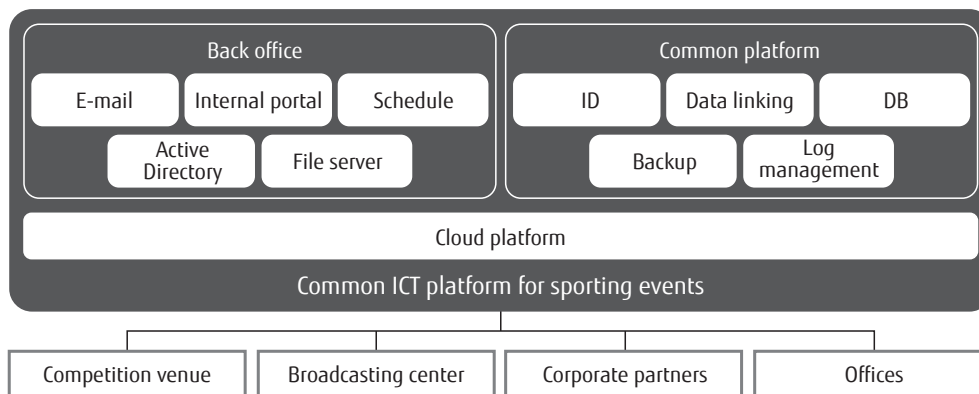 Back office
E-mail
Internal portal
Schedule
Active
Directory
File server
Common platform
ID
Data linking
DB
Backup
Log
management
Cloud platform
Common ICT platform for sporting events
Competition venue
Broadcasting center
Corporate partners
Offices